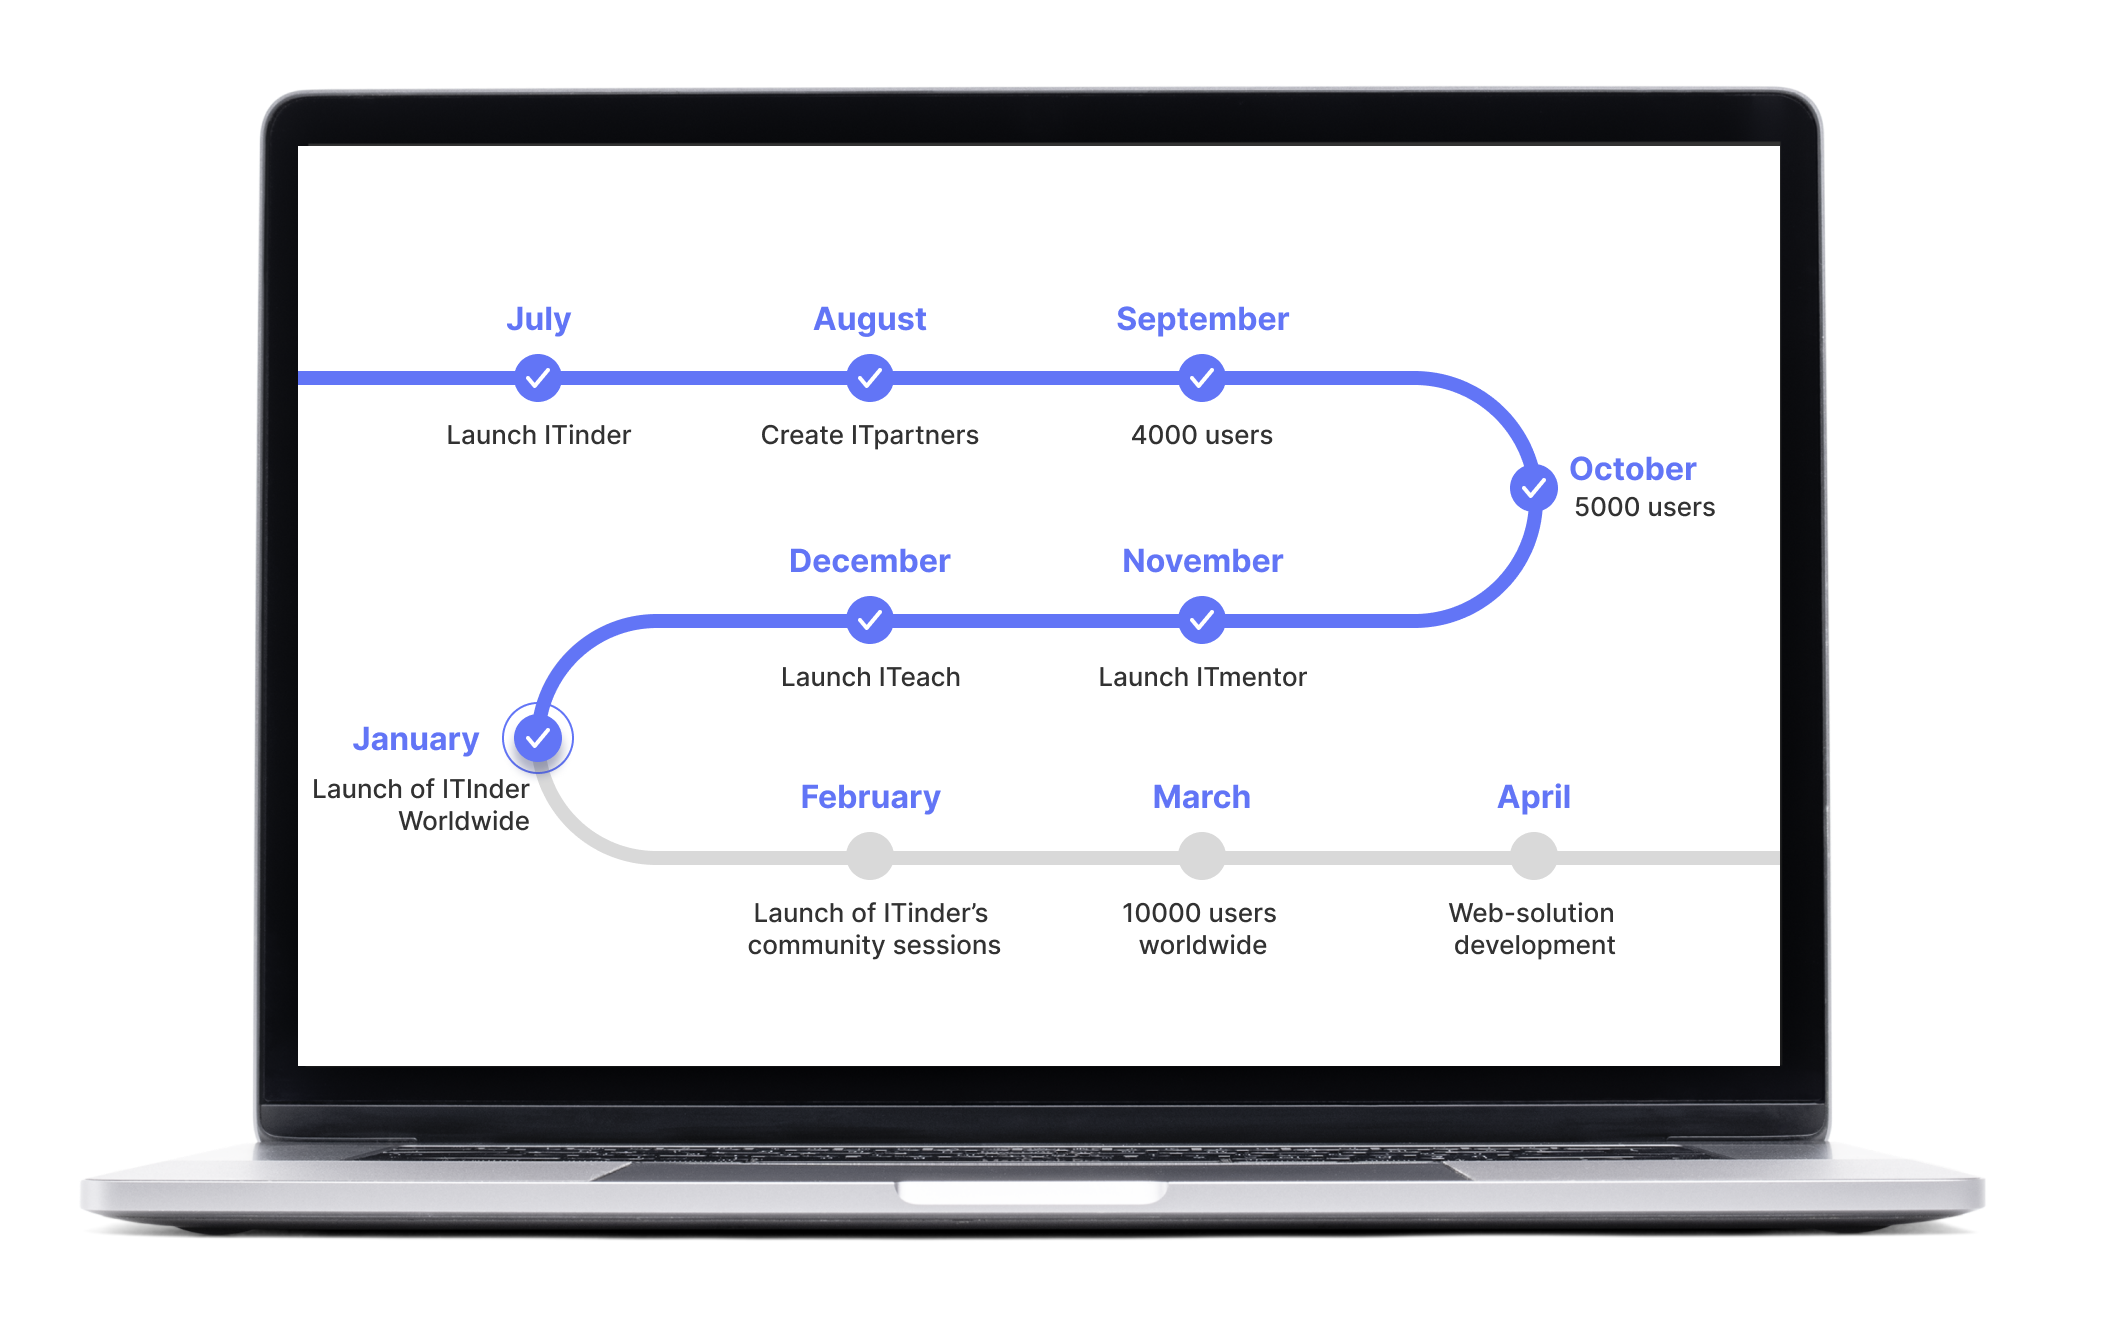 July
Launch ITinder
August
Create ITpartners
September
4000 users
October
5000 users
November
Launch ITmentor
December
Launch ITeach
January
Launch of ITInder
Worldwide
February
Launch of ITinder’s
community sessions
March
10000 users
worldwide
April
Web-solution
development